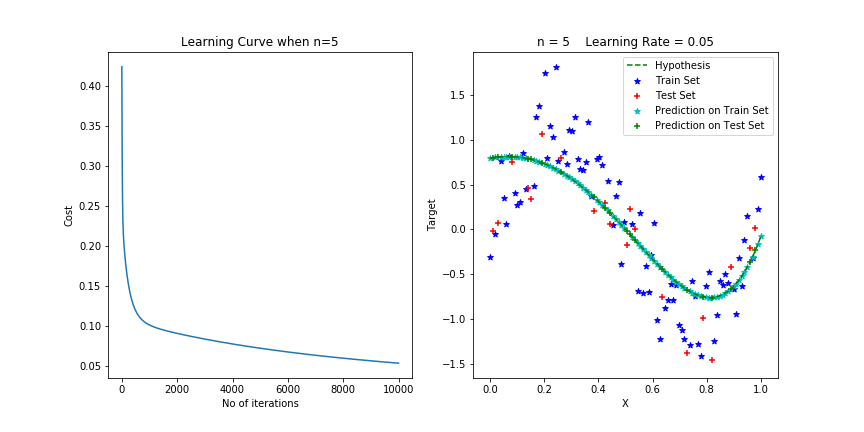 Learning Curve when n=5
0.40
0.35
0.30
0.25
0.20
0.15
0.10
0.05
Cost
0 2000 4000 6000 8000 10000
No of iterations
n = 5    Learning Rate = 0.05
Hypothesis
Train Set
Test Set
Prediction on Train Set
Prediction on Test Set
1.5
1.0
0.5
0.0
−0.5
−1.0
−1.5
Target
0.0 0.2 0.4 0.6 0.8 1.0
X